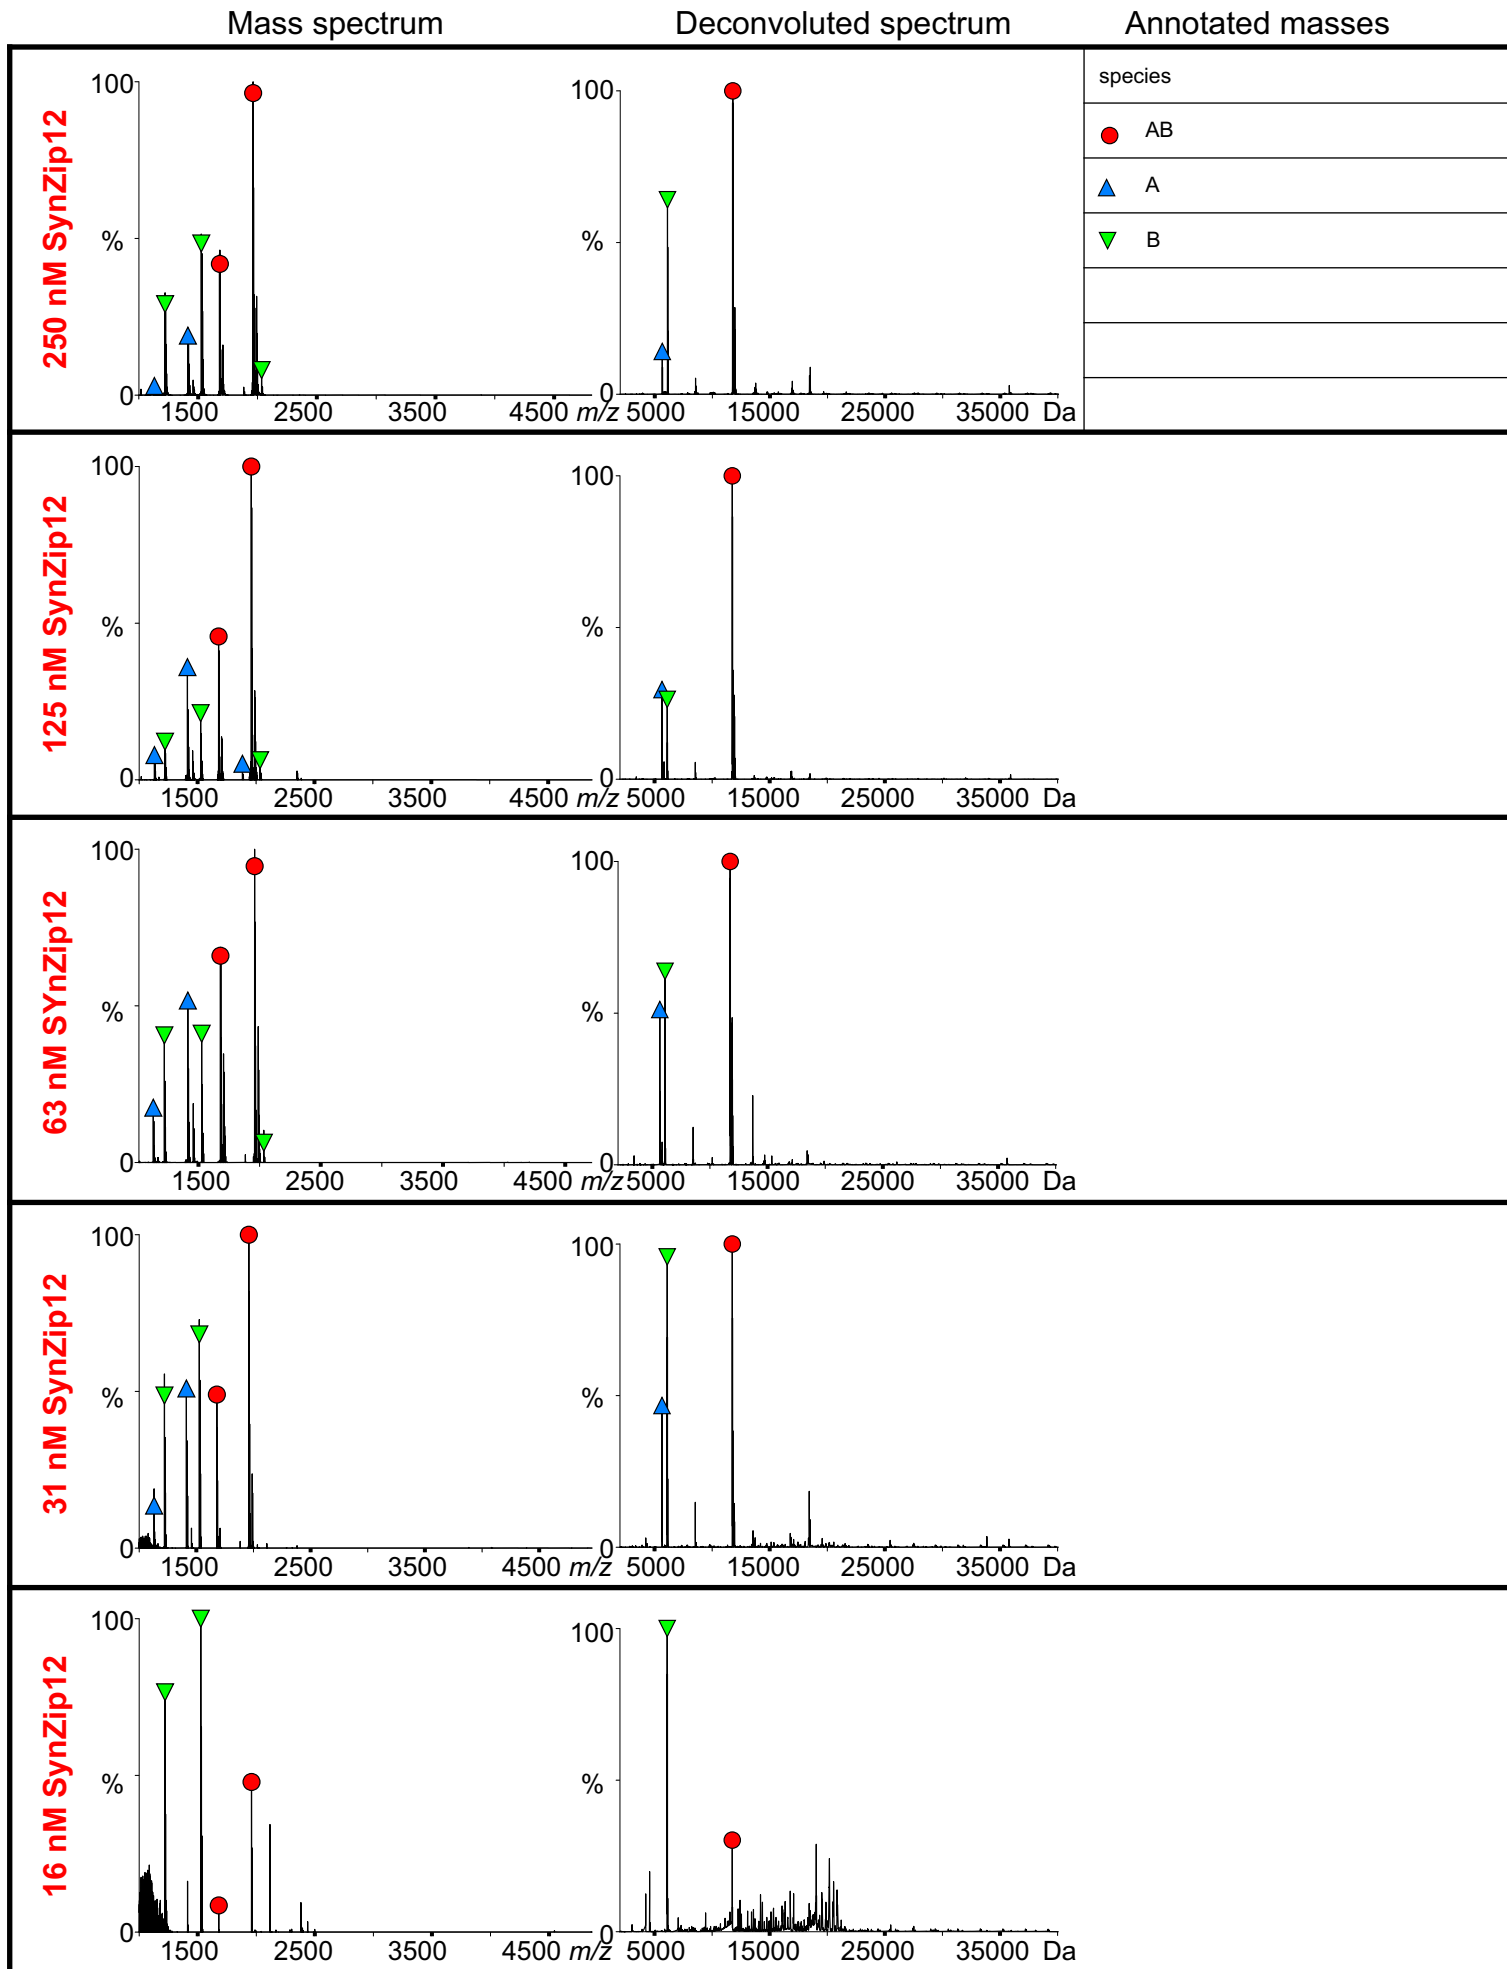 Mass spectrum Deconvoluted spectrum Annotated masses
250 nM SynZip12
100
%
0
1500 2500 3500 4500 m/z
100
%
0
5000 15000 25000 35000 Da
species
AB
A
B
125 nM SynZip12
100
%
0
1500 2500 3500 4500 m/z
100
%
0
5000 15000 25000 35000 Da
63 nM SYnZip12
100
%
0
1500 2500 3500 4500 m/z
100
%
0
5000 15000 25000 35000 Da
31 nM SynZip12
100
%
0
1500 2500 3500 4500 m/z
100
%
0
5000 15000 25000 35000 Da
16 nM SynZip12
100
%
0
1500 2500 3500 4500 m/z
100
%
0
5000 15000 25000 35000 Da